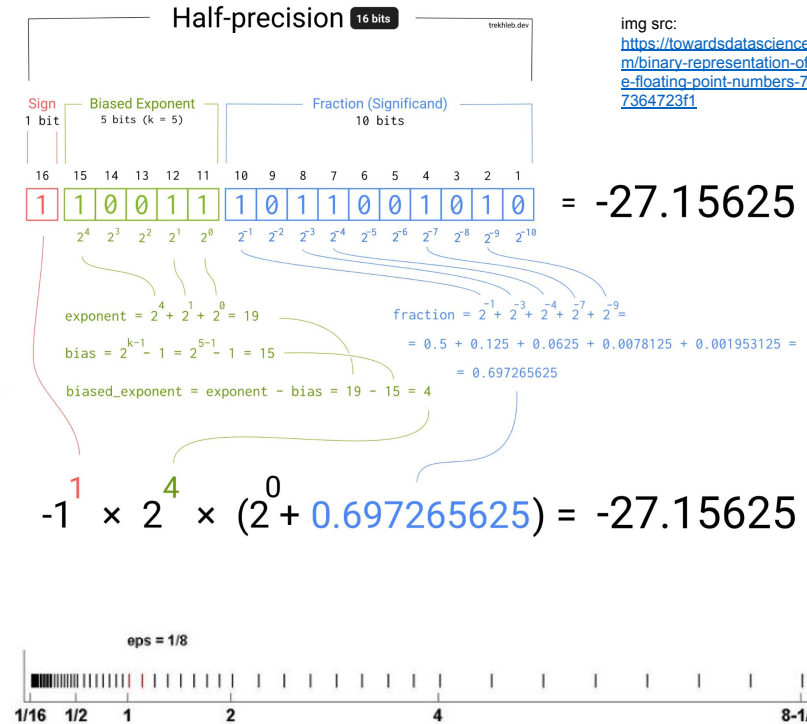 Half-precision 16 bits
trekhleb.dev
img src:
https://towardsdatascience
m/binary-representation-of
e-floating-point-numbers-7
7364723f1
Sign
1 bit
Biased Exponent
5 bits (k = 5)
Fraction (Significand)
10 bits
16 15 14 13 12 11 10 9 8 7 6 5 4 3 2 1
1 1 0 0 1 1 1 0 1 1 0 0 1 0 1 0 = -27.15625
2^4 2^3 2^2 2^1 2^0 2^-1 2^-2 2^-3 2^-4 2^-5 2^-6 2^-7 2^-8 2^-9 2^-10
exponent = 2^4 + 2^1 + 2^0 = 19
bias = 2^k-1 - 1 = 2^5-1 - 1 = 15
biased_exponent = exponent - bias = 19 - 15 = 4
fraction = 2^-1 + 2^-3 + 2^-4 + 2^-7 + 2^-9 =
= 0.5 + 0.125 + 0.0625 + 0.0078125 + 0.001953125 =
= 0.697265625
-1^1 × 2^4 × (2^0 + 0.697265625) = -27.15625
eps = 1/8
1/16 1/2 1 2 4 8-1